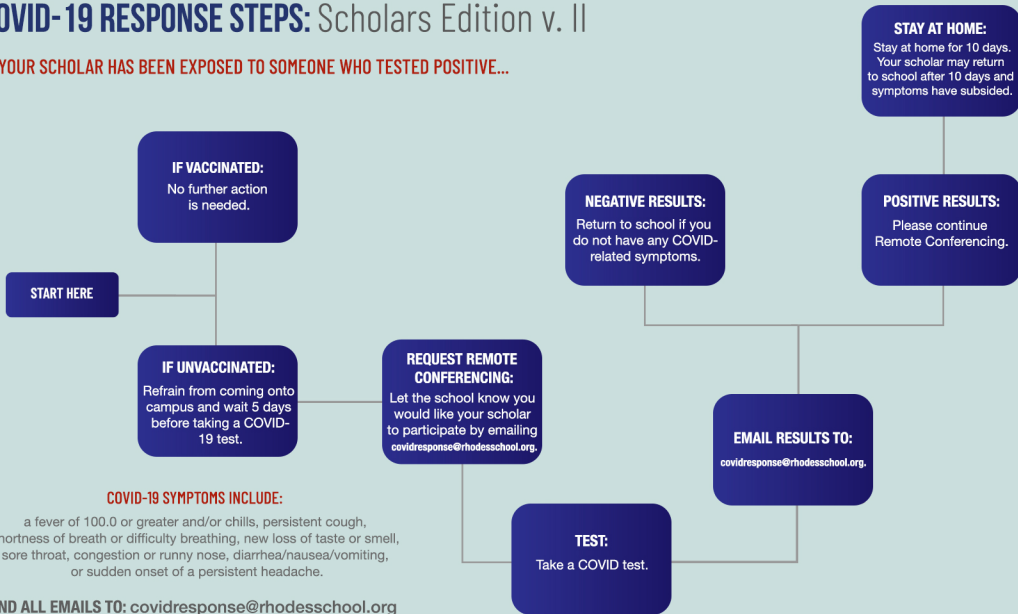 OVID-19 RESPONSE STEPS: Scholars Edition v. II
YOUR SCHOLAR HAS BEEN EXPOSED TO SOMEONE WHO TESTED POSITIVE...
STAY AT HOME:
Stay at home for 10 days.
Your scholar may return
to school after 10 days and
symptoms have subsided.
IF VACCINATED:
No further action
is needed.
NEGATIVE RESULTS:
Return to school if you
do not have any COVID-
related symptoms.
POSITIVE RESULTS:
Please continue
Remote Conferencing.
START HERE
IF UNVACCINATED:
Refrain from coming onto
campus and wait 5 days
before taking a COVID-
19 test.
REQUEST REMOTE
CONFERENCING:
Let the school know you
would like your scholar
to participate by emailing
covidresponse@rhodesschool.org.
EMAIL RESULTS TO:
covidresponse@rhodesschool.org.
TEST:
Take a COVID test.
COVID-19 SYMPTOMS INCLUDE:
a fever of 100.0 or greater and/or chills, persistent cough,
hortness of breath or difficulty breathing, new loss of taste or smell,
sore throat, congestion or runny nose, diarrhea/nausea/vomiting,
or sudden onset of a persistent headache.
ND ALL EMAILS TO: covidresponse@rhodesschool.org